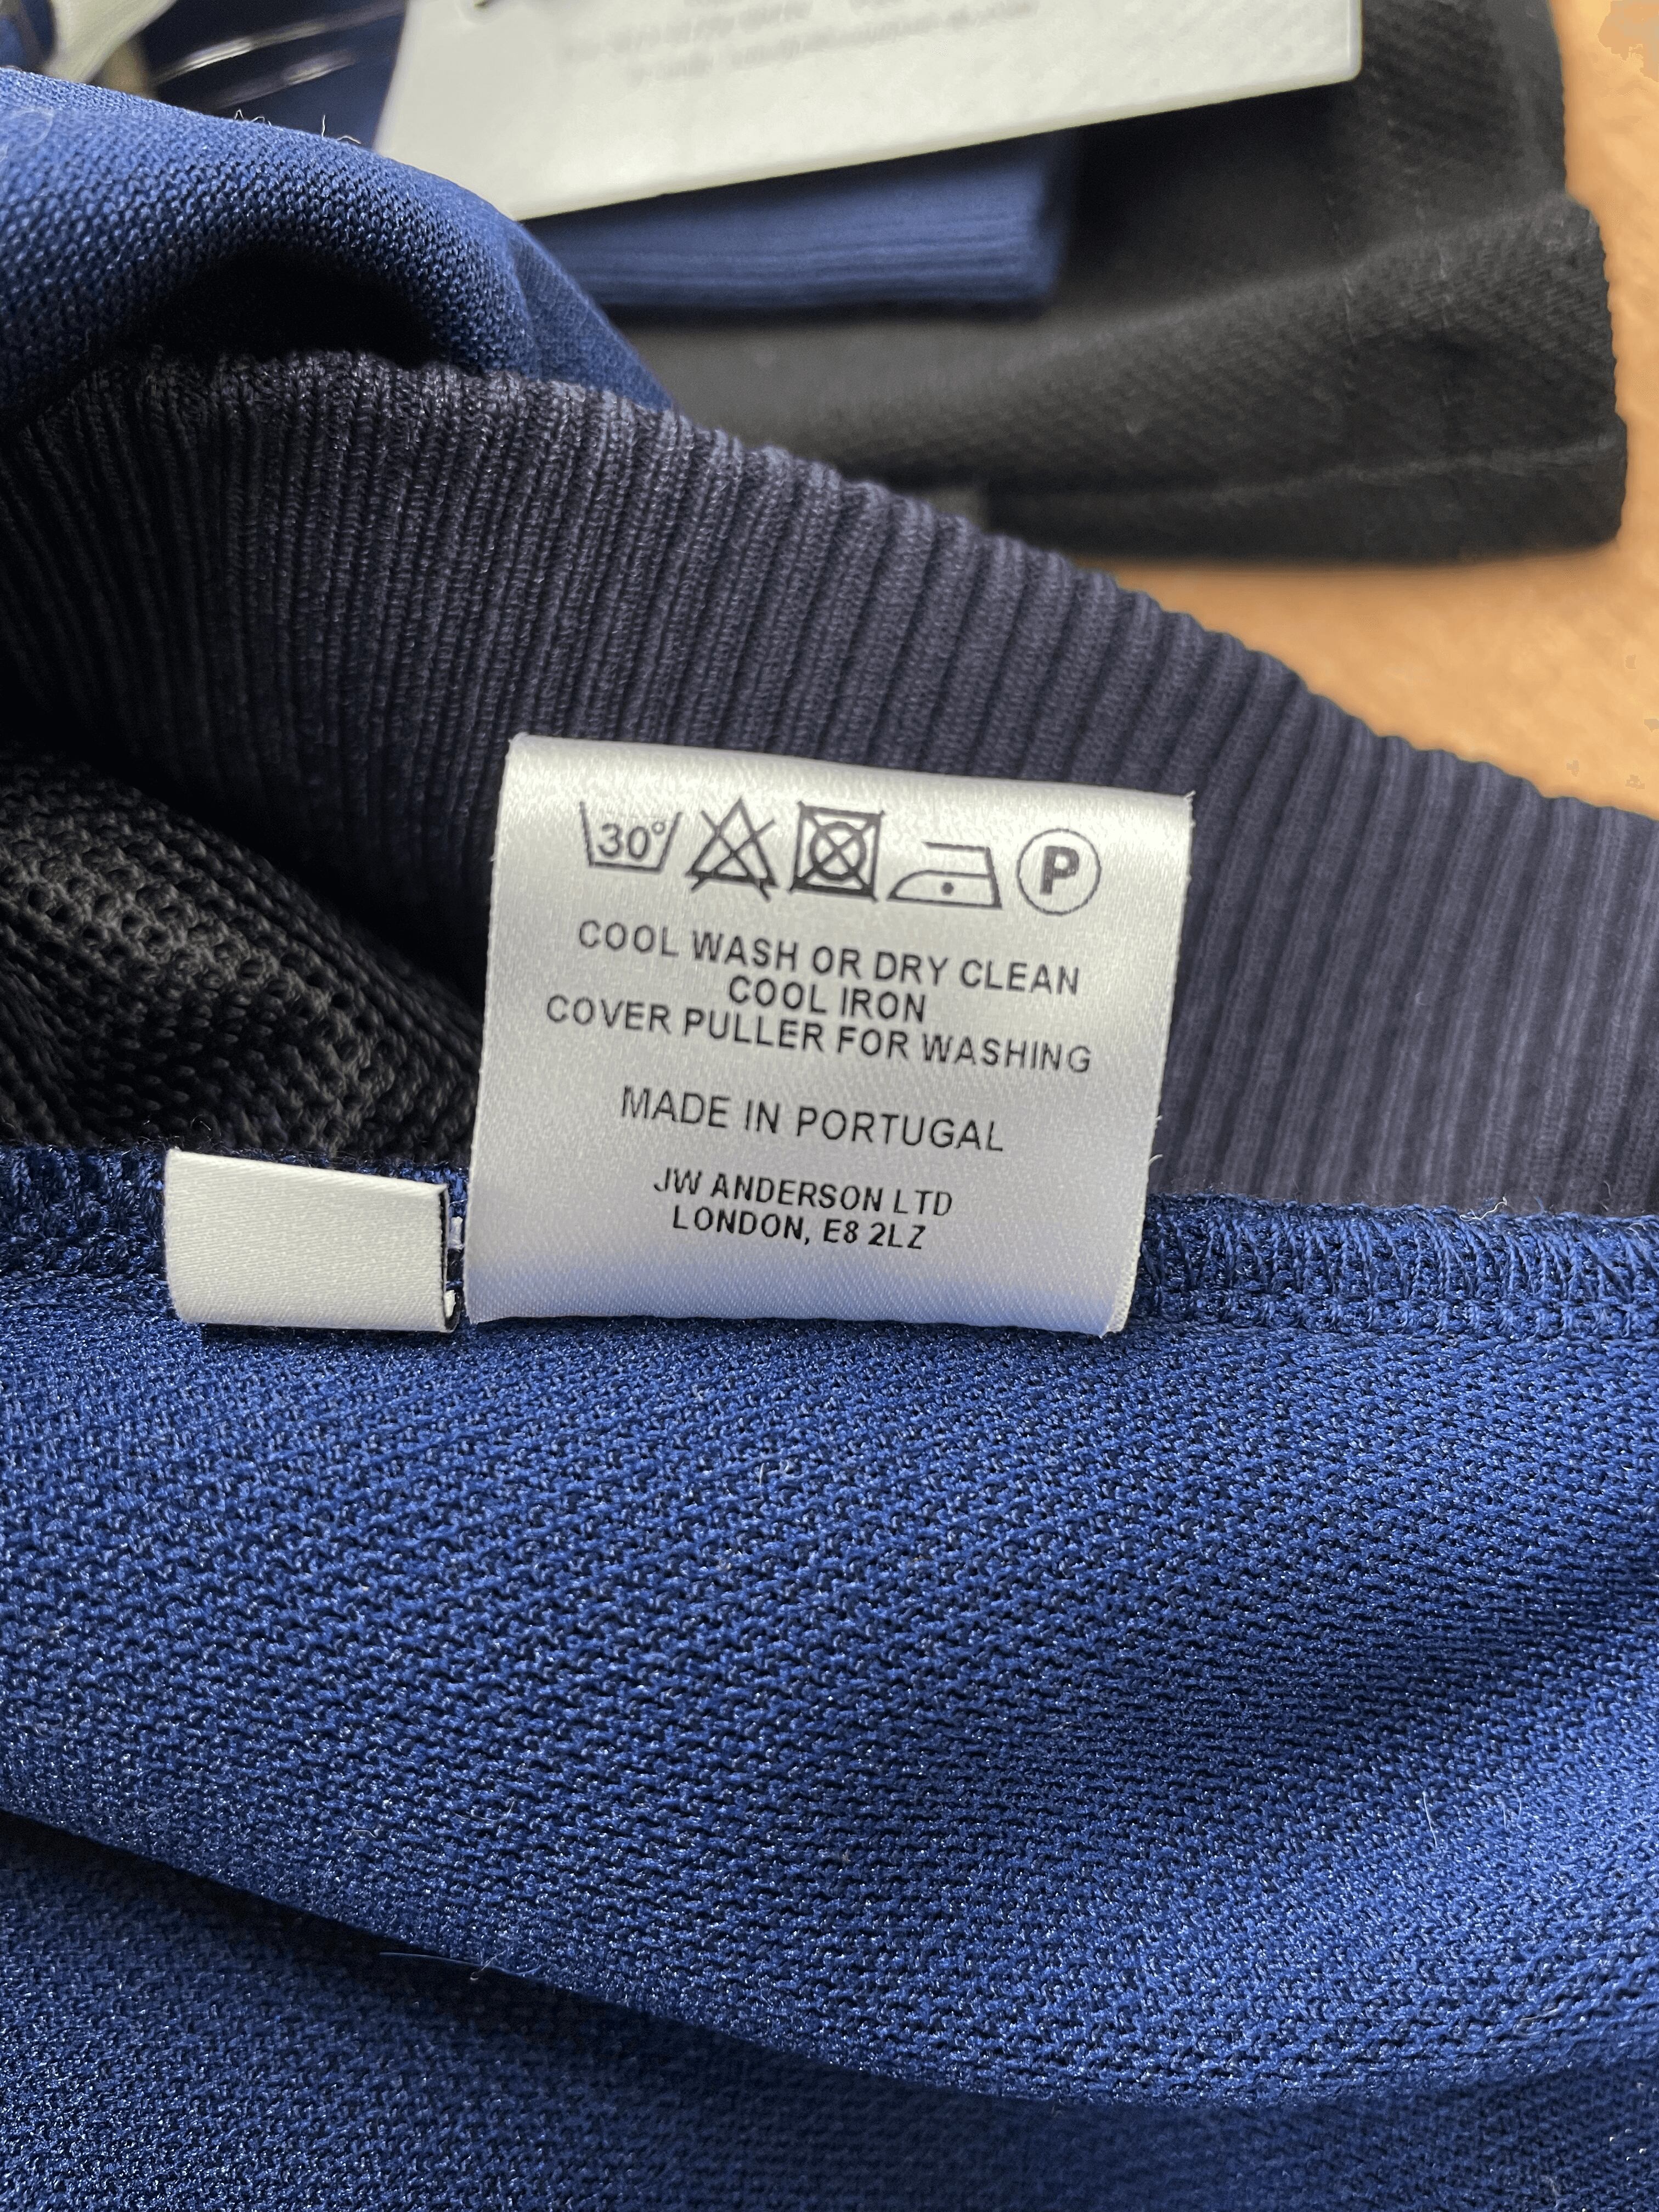 30°
P
COOL WASH OR DRY CLEAN
COOL IRON
COVER PULLER FOR WASHING
MADE IN PORTUGAL
JW ANDERSON LTD
LONDON, E8 2LZ